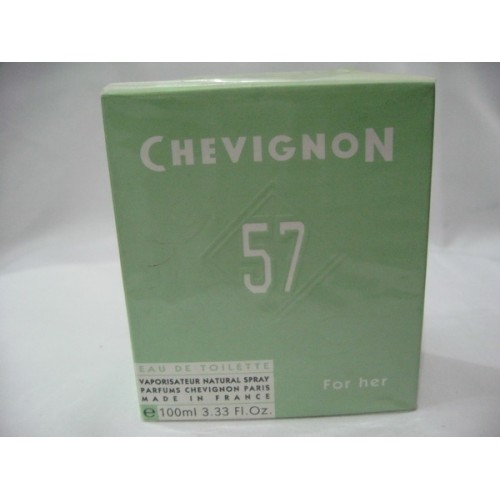 CHEVIGNON
57
EAU DE TOILETTE
VAPORISATEUR NATURAL SPRAY
PARFUMS CHEVIGNON PARIS
MADE IN FRANCE
℮ 100ml 3.33 Fl.Oz.
For her